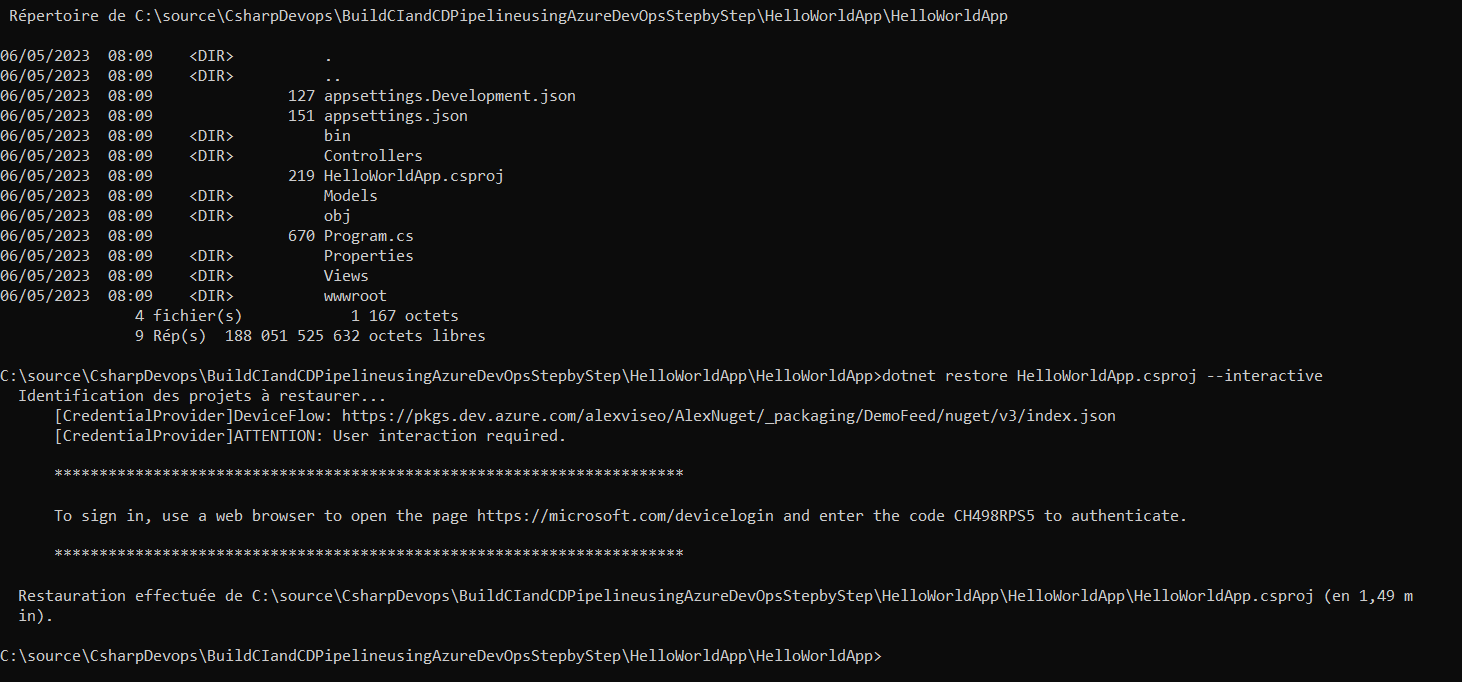 Répertoire de C:\source\CsharpDevops\BuildCIandCDPipelineusingAzureDevOpsStepbyStep\HelloWorldApp\HelloWorldApp
06/05/2023  08:09    <DIR>          .
06/05/2023  08:09    <DIR>          ..
06/05/2023  08:09               127 appsettings.Development.json
06/05/2023  08:09               151 appsettings.json
06/05/2023  08:09    <DIR>          bin
06/05/2023  08:09    <DIR>          Controllers
06/05/2023  08:09               219 HelloWorldApp.csproj
06/05/2023  08:09    <DIR>          Models
06/05/2023  08:09    <DIR>          obj
06/05/2023  08:09               670 Program.cs
06/05/2023  08:09    <DIR>          Properties
06/05/2023  08:09    <DIR>          Views
06/05/2023  08:09    <DIR>          wwwroot
               4 fichier(s)            1 167 octets
               9 Rép(s)  188 051 525 632 octets libres
C:\source\CsharpDevops\BuildCIandCDPipelineusingAzureDevOpsStepbyStep\HelloWorldApp\HelloWorldApp>dotnet restore HelloWorldApp.csproj --interactive
  Identification des projets à restaurer...
      [CredentialProvider]DeviceFlow: https://pkgs.dev.azure.com/alexviseo/AlexNuget/_packaging/DemoFeed/nuget/v3/index.json
      [CredentialProvider]ATTENTION: User interaction required.
      **********************************************************************
      To sign in, use a web browser to open the page https://microsoft.com/devicelogin and enter the code CH498RPS5 to authenticate.
      **********************************************************************
  Restauration effectuée de C:\source\CsharpDevops\BuildCIandCDPipelineusingAzureDevOpsStepbyStep\HelloWorldApp\HelloWorldApp\HelloWorldApp.csproj (en 1,49 m
  in).
C:\source\CsharpDevops\BuildCIandCDPipelineusingAzureDevOpsStepbyStep\HelloWorldApp\HelloWorldApp>